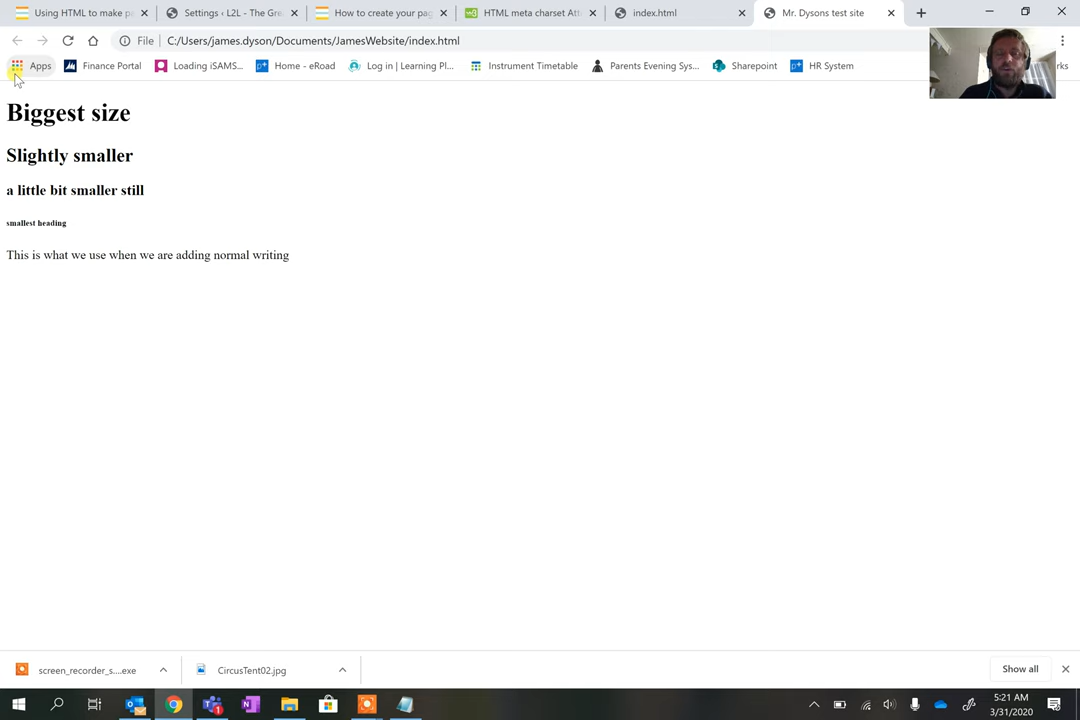 Using HTML to make p
Settings ‹ L2L - The Gre
How to create your pag
HTML meta charset Att
index.html
Mr. Dysons test site
File C:/Users/james.dyson/Documents/JamesWebsite/index.html
Apps
Finance Portal
Loading iSAMS...
Home - eRoad
Log in | Learning Pl...
Instrument Timetable
Parents Evening Sys...
Sharepoint
HR System
rks
Biggest size
Slightly smaller
a little bit smaller still
smallest heading
This is what we use when we are adding normal writing
screen_recorder_s....exe
CircusTent02.jpg
Show all
5:21 AM
3/31/2020